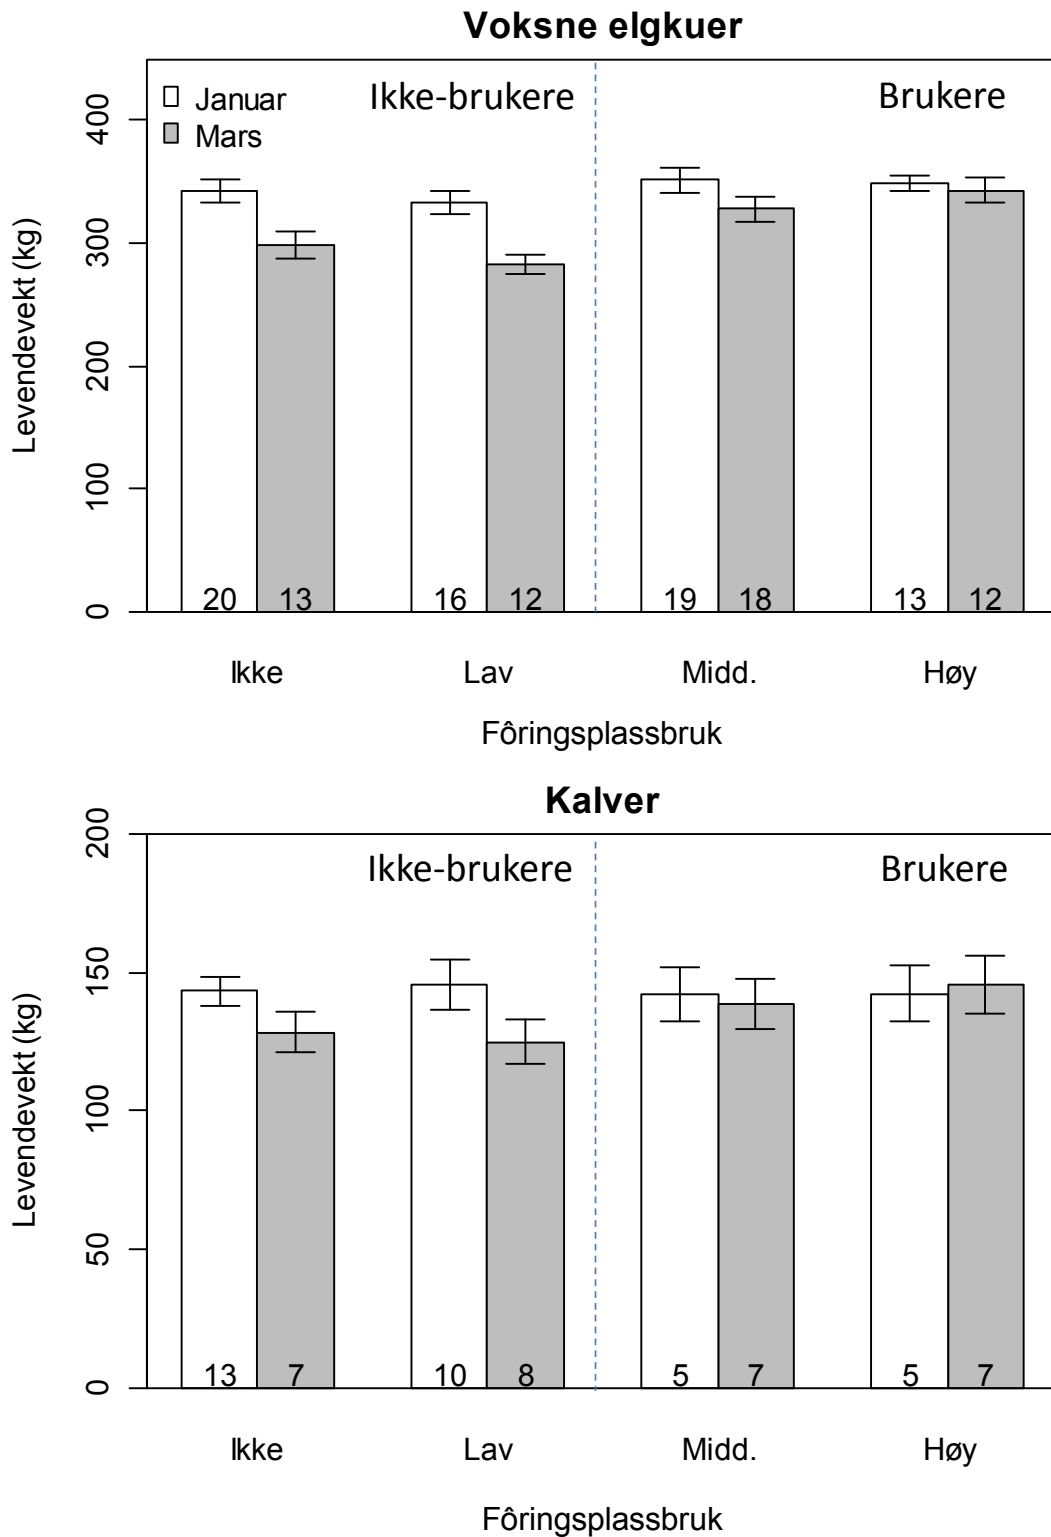 Voksne elgkuer
Januar
Mars
Ikke-brukere
Brukere
Levendevekt (kg)
400
300
200
100
0
20 13 16 12 19 18 13 12
Ikke Lav Midd. Høy
Fôringsplassbruk
Kalver
Ikke-brukere
Brukere
Levendevekt (kg)
200
150
100
50
0
13 7 10 8 5 7 5 7
Ikke Lav Midd. Høy
Fôringsplassbruk